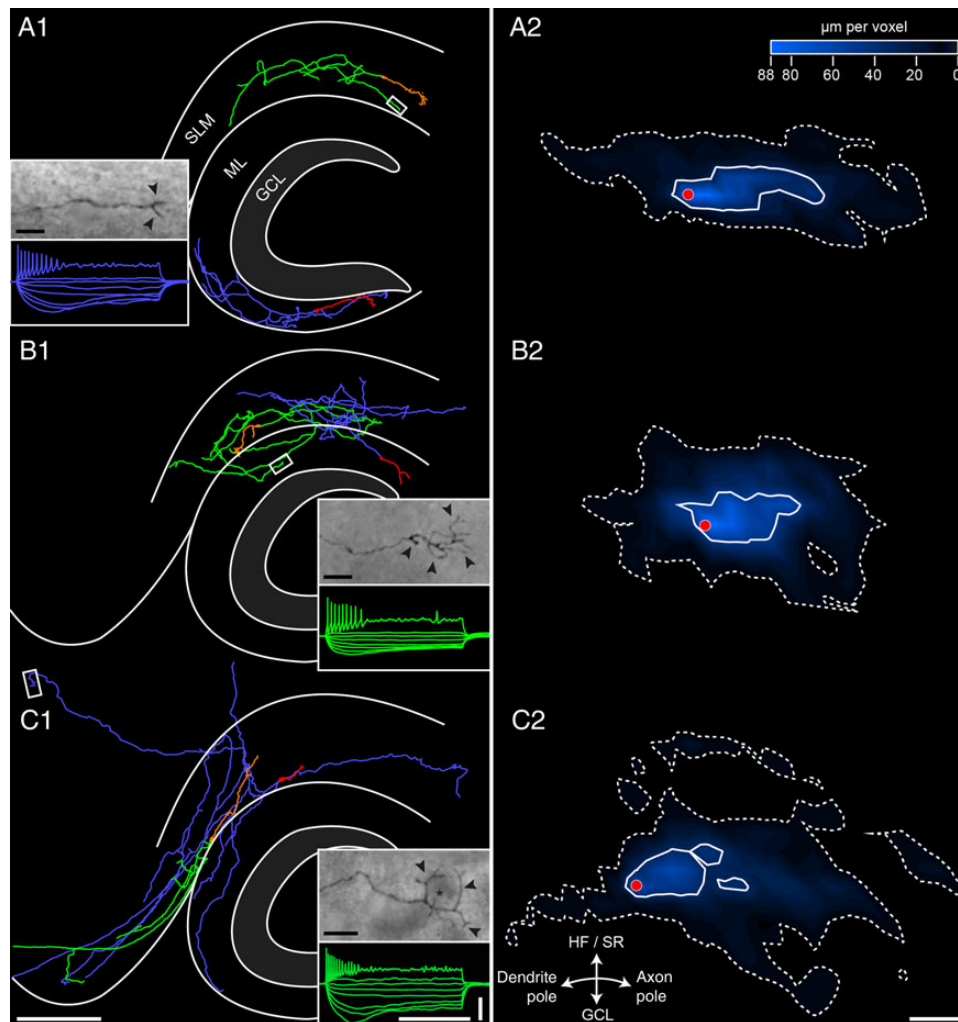 A1
SLM
ML
GCL
A2
µm per voxel
88 80 60 40 20 0
B1
B2
C1
C2
HF / SR
Dendrite pole
Axon pole
GCL